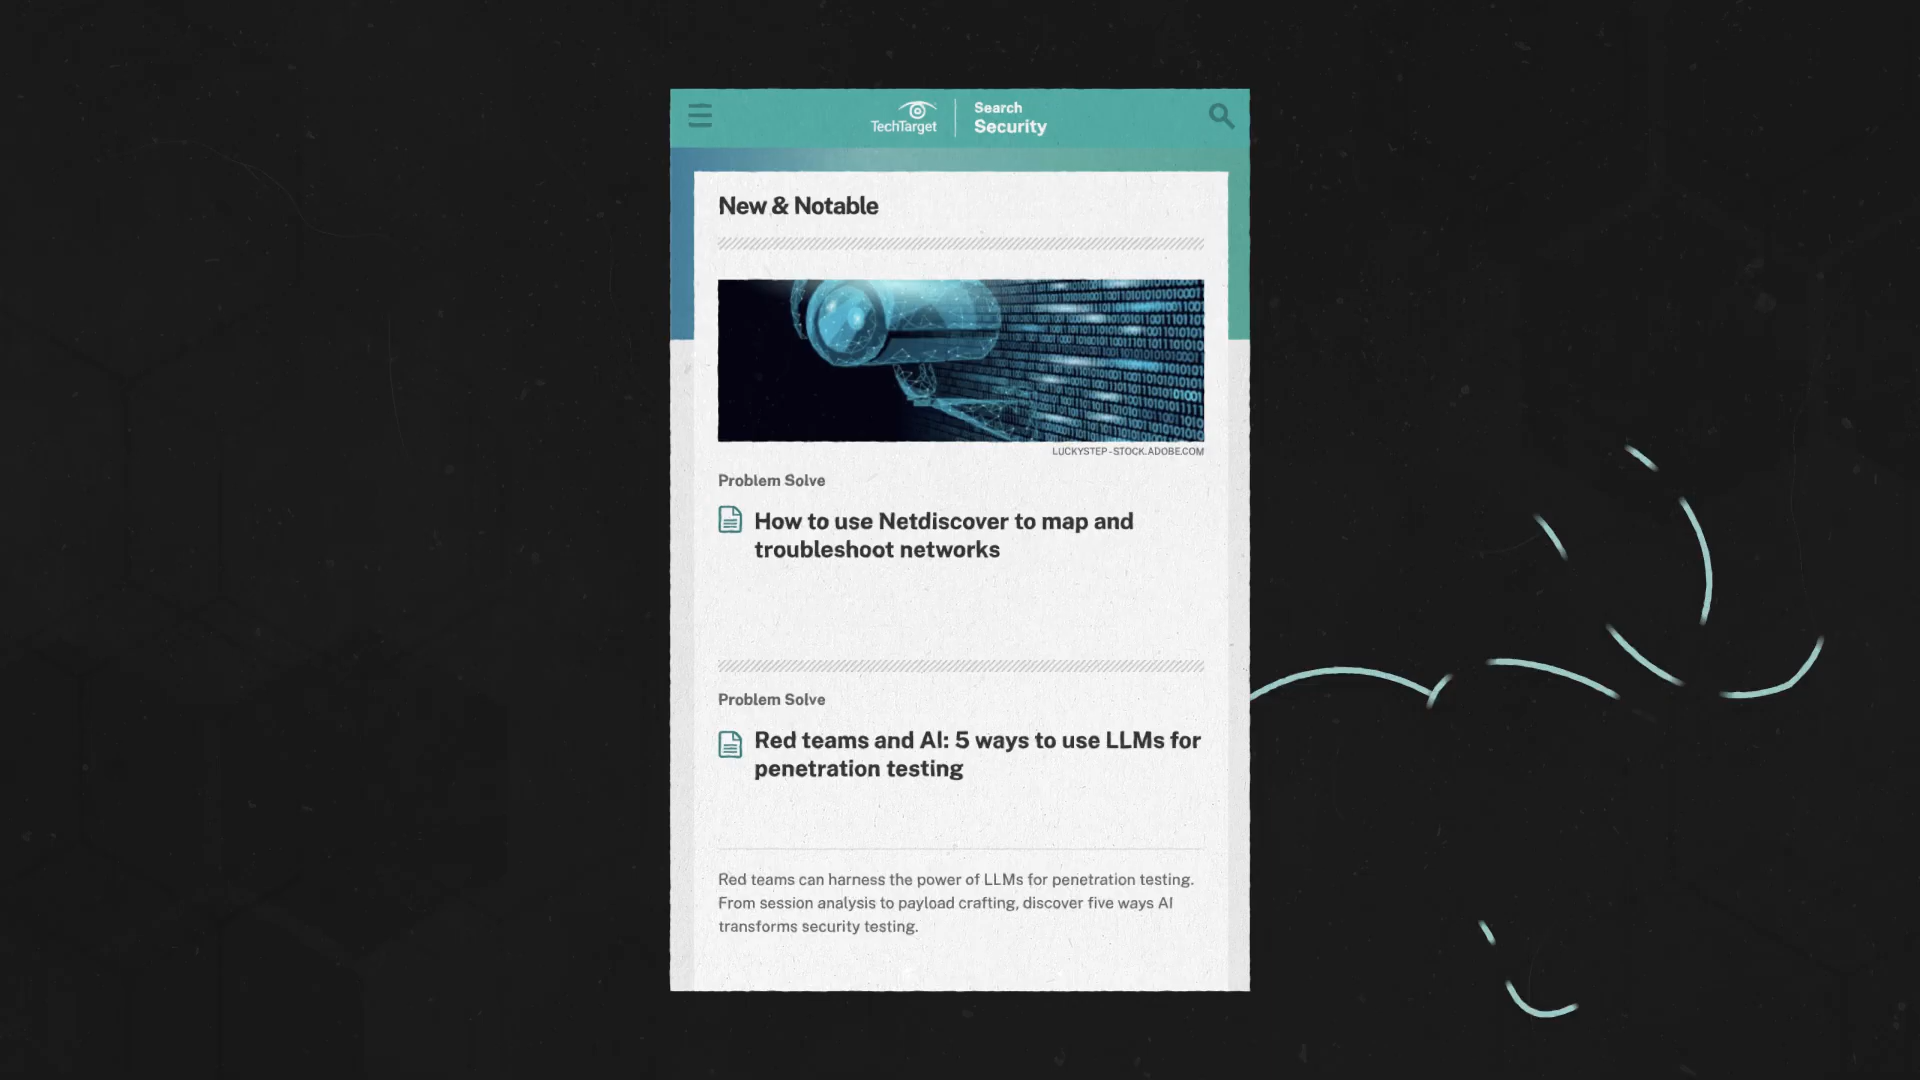 TechTarget
Search
Security
New & Notable
LUCKYSTEP - STOCK.ADOBE.COM
Problem Solve
How to use Netdiscover to map and
troubleshoot networks
Problem Solve
Red teams and AI: 5 ways to use LLMs for
penetration testing
Red teams can harness the power of LLMs for penetration testing.
From session analysis to payload crafting, discover five ways AI
transforms security testing.